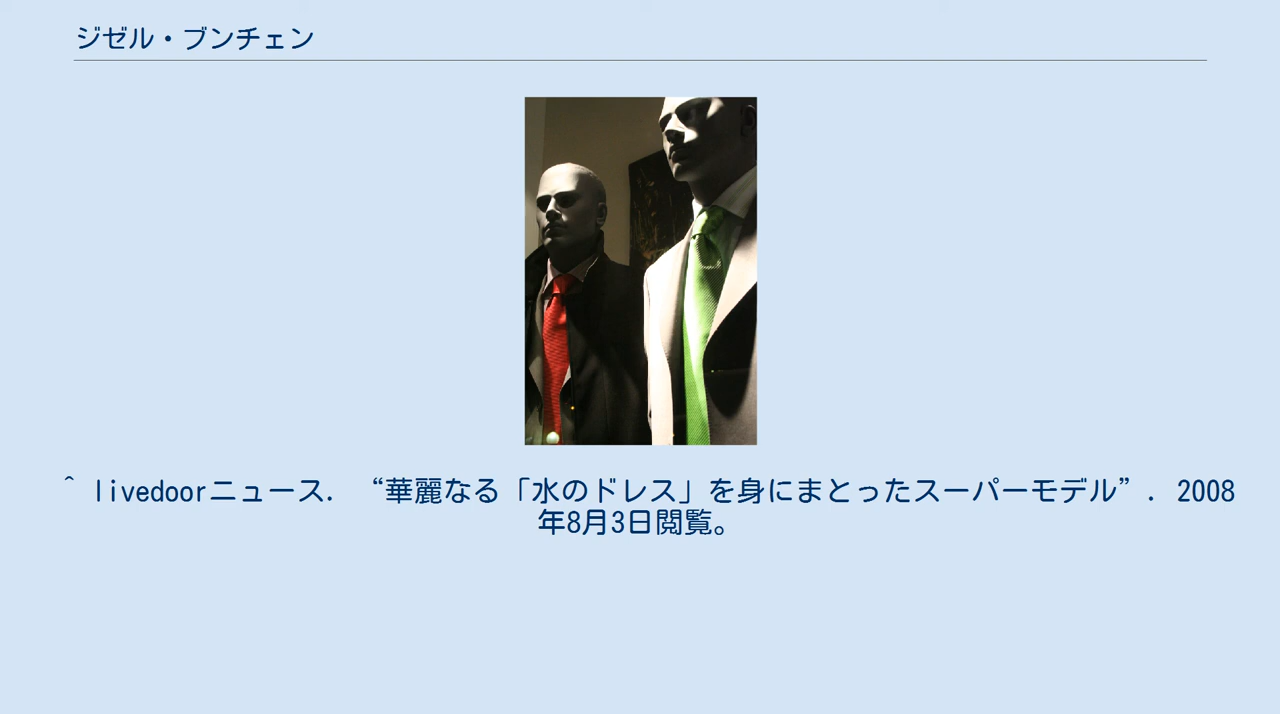 ジゼル・ブンチェン
^ livedoorニュース. “華麗なる「水のドレス」を身にまとったスーパーモデル”. 2008
年8月3日閲覧。